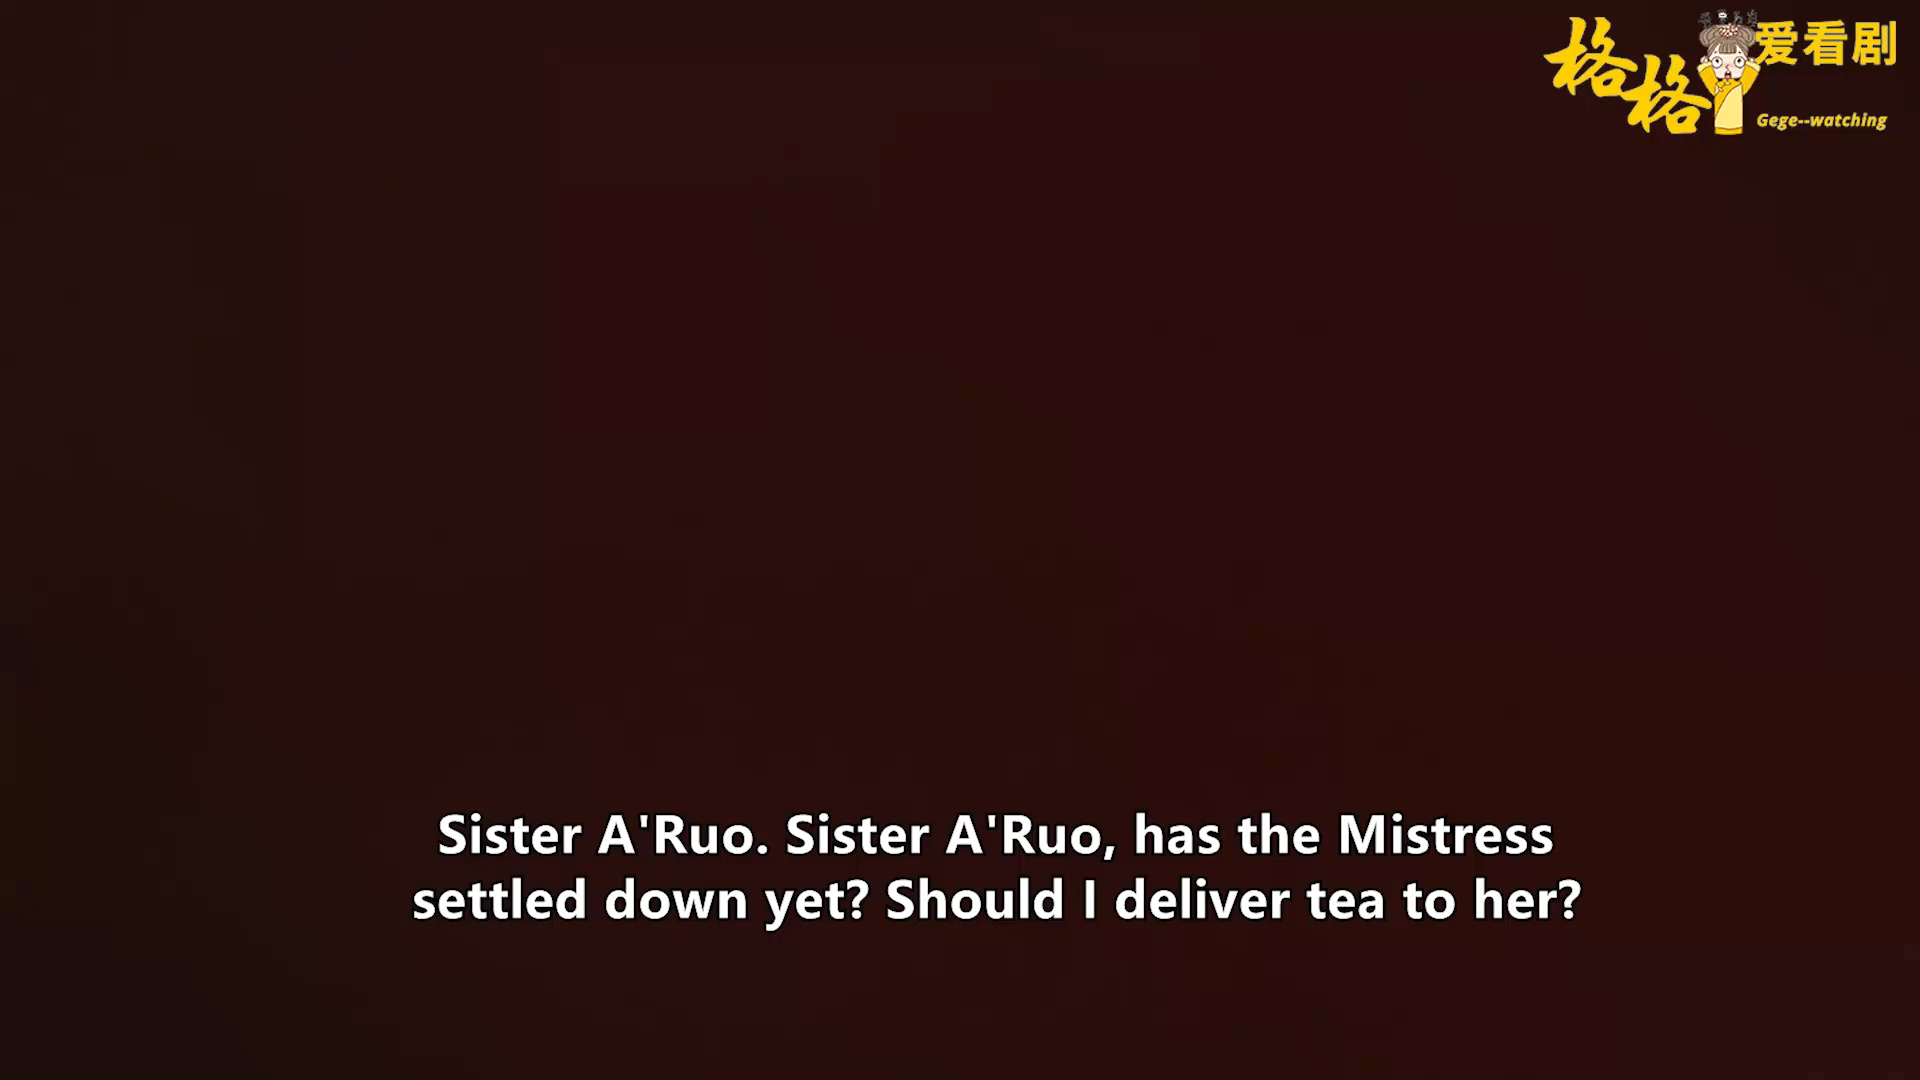 格格
爱看剧
Gege--watching
Sister A'Ruo. Sister A'Ruo, has the Mistress
settled down yet? Should I deliver tea to her?